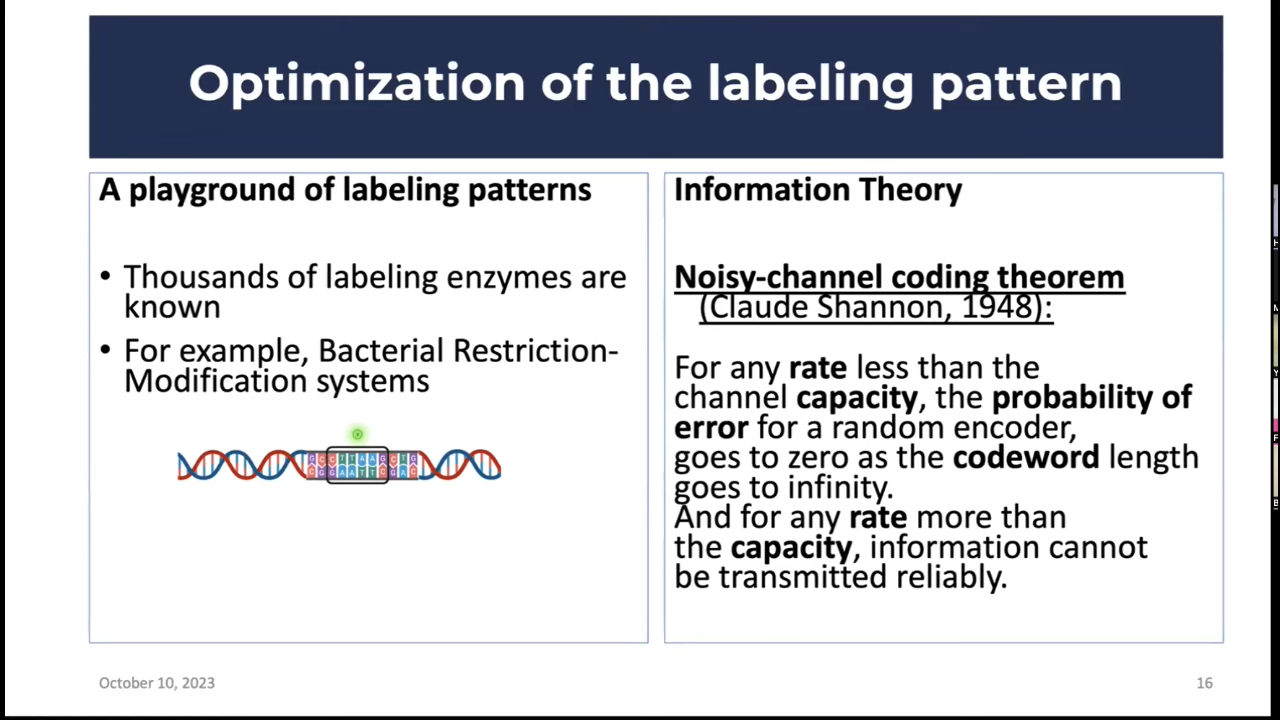 Optimization of the labeling pattern
A playground of labeling patterns
• Thousands of labeling enzymes are
known
• For example, Bacterial Restriction-
Modification systems
Information Theory
Noisy-channel coding theorem
(Claude Shannon, 1948):
For any rate less than the
channel capacity, the probability of
error for a random encoder,
goes to zero as the codeword length
goes to infinity.
And for any rate more than
the capacity, information cannot
be transmitted reliably.
October 10, 2023
16